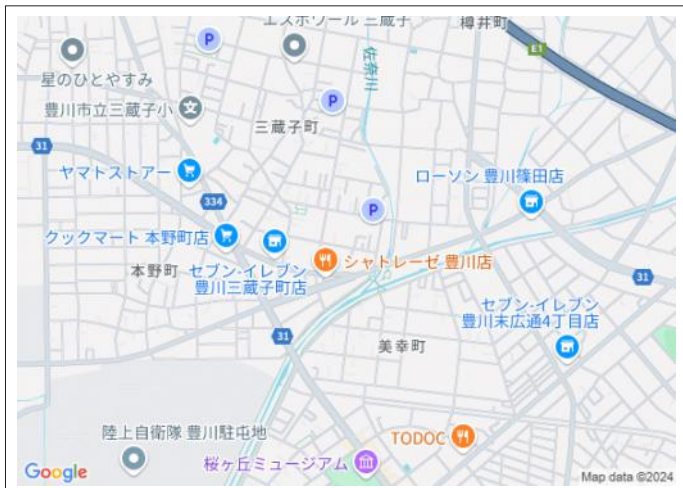 エスポワール 三蔵子
樽井町
P
E1
佐奈川
星のひとやすみ
P
豊川市立三蔵子小
三蔵子町
31
ヤマトストアー
ローソン 豊川篠田店
334
P
クックマート 本野町店
シャトレーゼ 豊川店
本野町
セブン-イレブン
豊川三蔵子町店
31
セブン-イレブン
豊川末広通4丁目店
31
美幸町
陸上自衛隊 豊川駐屯地
TODOC
桜ヶ丘ミュージアム
Google
Map data ©2024